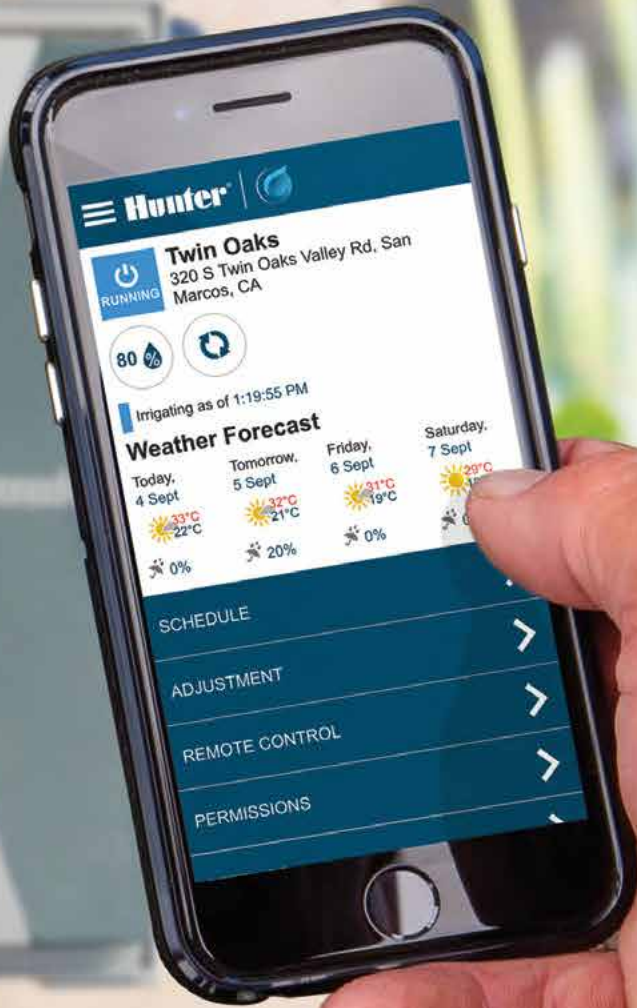 Hunter®
Twin Oaks
RUNNING
320 S Twin Oaks Valley Rd, San
Marcos, CA
80 %
Irrigating as of 1:19:55 PM
Weather Forecast
Today,
4 Sept
33°C
22°C
0%
Tomorrow,
5 Sept
32°C
21°C
20%
Friday,
6 Sept
31°C
19°C
0%
Saturday,
7 Sept
29°C
SCHEDULE
ADJUSTMENT
REMOTE CONTROL
PERMISSIONS